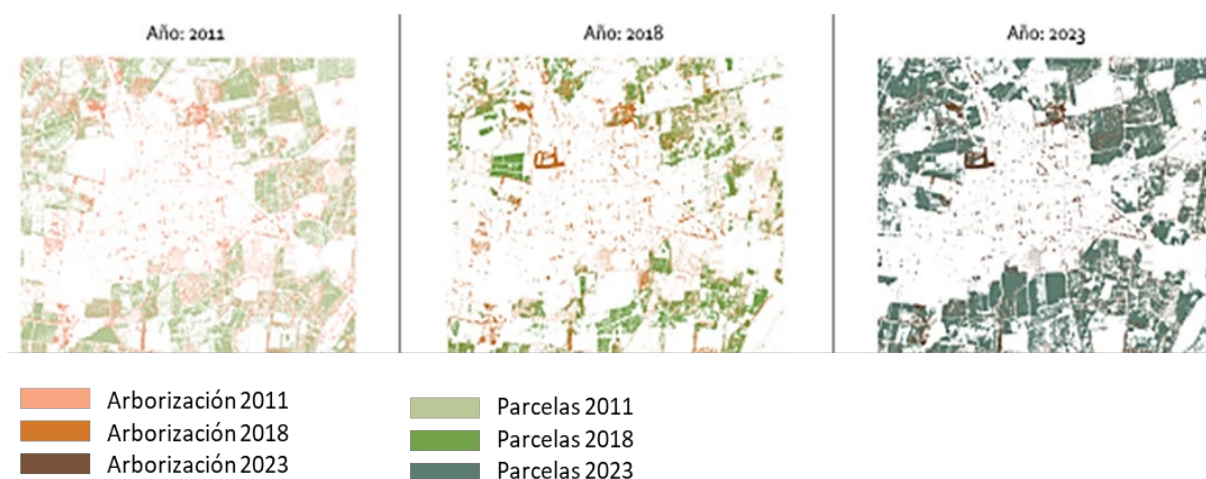 Año: 2011
Año: 2018
Año: 2023
Arborización 2011
Arborización 2018
Arborización 2023
Parcelas 2011
Parcelas 2018
Parcelas 2023